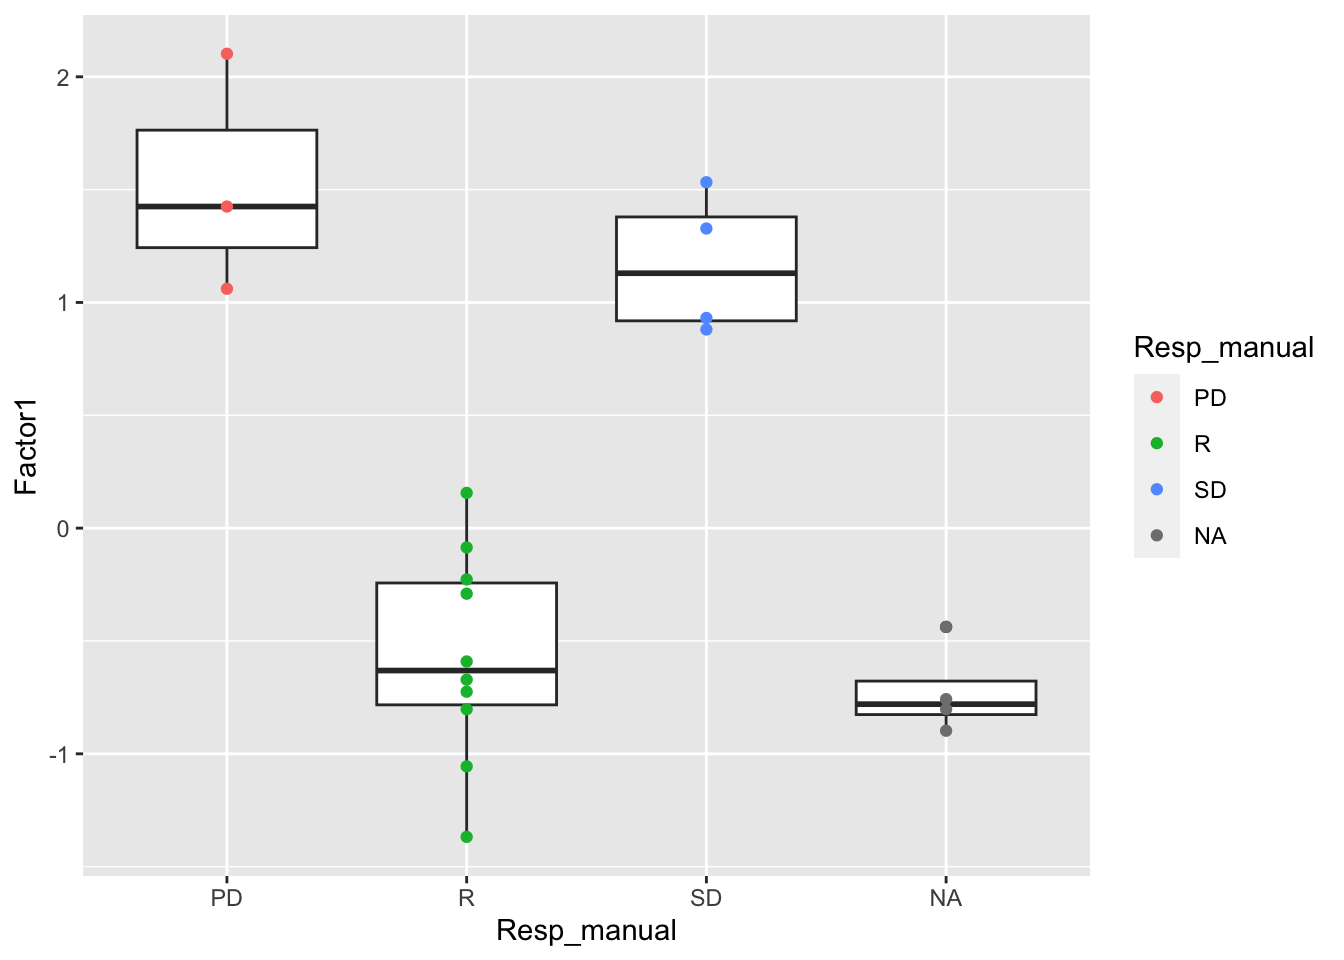 2
1
0
-1
Factor1
PD
R
SD
NA
Resp_manual
Resp_manual
PD
R
SD
NA